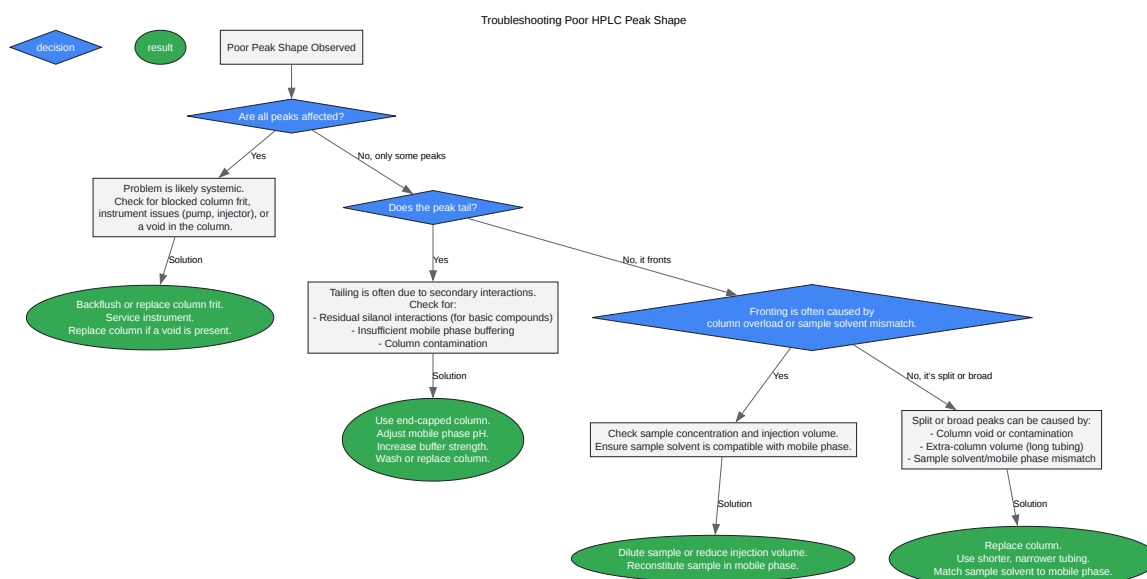 Troubleshooting Poor HPLC Peak Shape
decision
result
Poor Peak Shape Observed
Are all peaks affected?
Yes
No, only some peaks
Problem is likely systemic.
Check for blocked column frit,
instrument issues (pump, injector), or
a void in the column.
Does the peak tail?
Solution
Yes
No, it fronts
Backflush or replace column frit.
Service instrument.
Replace column if a void is present.
Tailing is often due to secondary interactions.
Check for:
- Residual silanol interactions (for basic compounds)
- Insufficient mobile phase buffering
- Column contamination
Fronting is often caused by
column overload or sample solvent mismatch.
Solution
Yes
No, it's split or broad
Use end-capped column.
Adjust mobile phase pH.
Increase buffer strength.
Wash or replace column.
Check sample concentration and injection volume.
Ensure sample solvent is compatible with mobile phase.
Split or broad peaks can be caused by:
- Column void or contamination
- Extra-column volume (long tubing)
- Sample solvent/mobile phase mismatch
Solution
Solution
Dilute sample or reduce injection volume.
Reconstitute sample in mobile phase.
Replace column.
Use shorter, narrower tubing.
Match sample solvent to mobile phase.